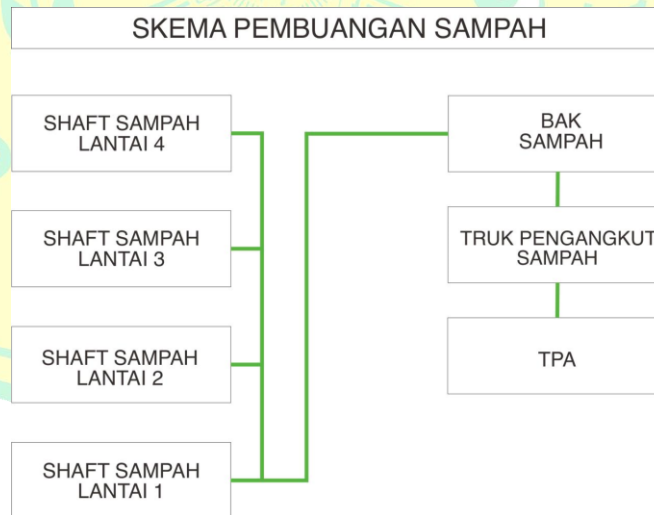 SKEMA PEMBUANGAN SAMPAH
SHAFT SAMPAH
LANTAI 4
SHAFT SAMPAH
LANTAI 3
SHAFT SAMPAH
LANTAI 2
SHAFT SAMPAH
LANTAI 1
BAK
SAMPAH
TRUK PENGANGKUT
SAMPAH
TPA